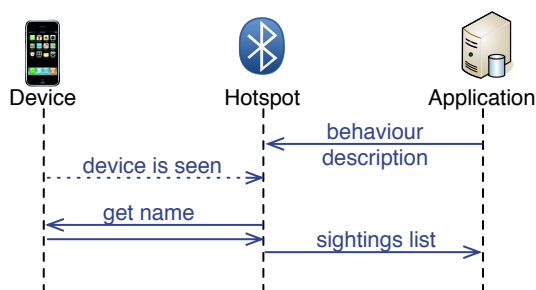 Device
Hotspot
Application
behaviour
description
device is seen
get name
sightings list